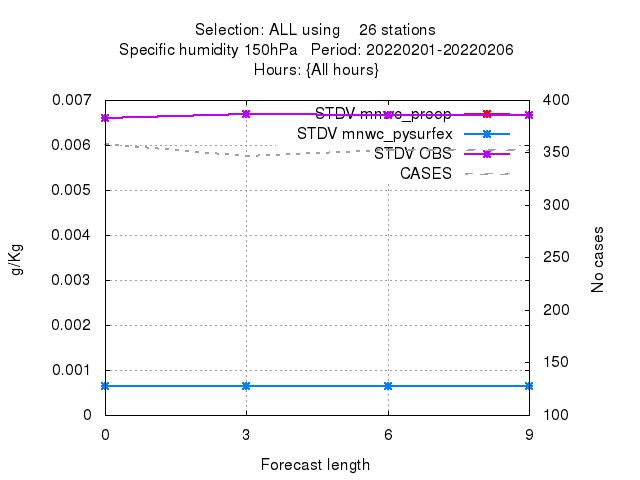 Selection: ALL using 26 stations
Specific humidity 150hPa Period: 20220201-20220206
Hours: {All hours}
STDV mnwc_preop
STDV mnwc_pysurfex
STDV OBS
CASES
0.007
0.006
0.005
0.004
0.003
0.002
0.001
0
400
350
300
250
200
150
100
g/Kg
No cases
0 3 6 9
Forecast length